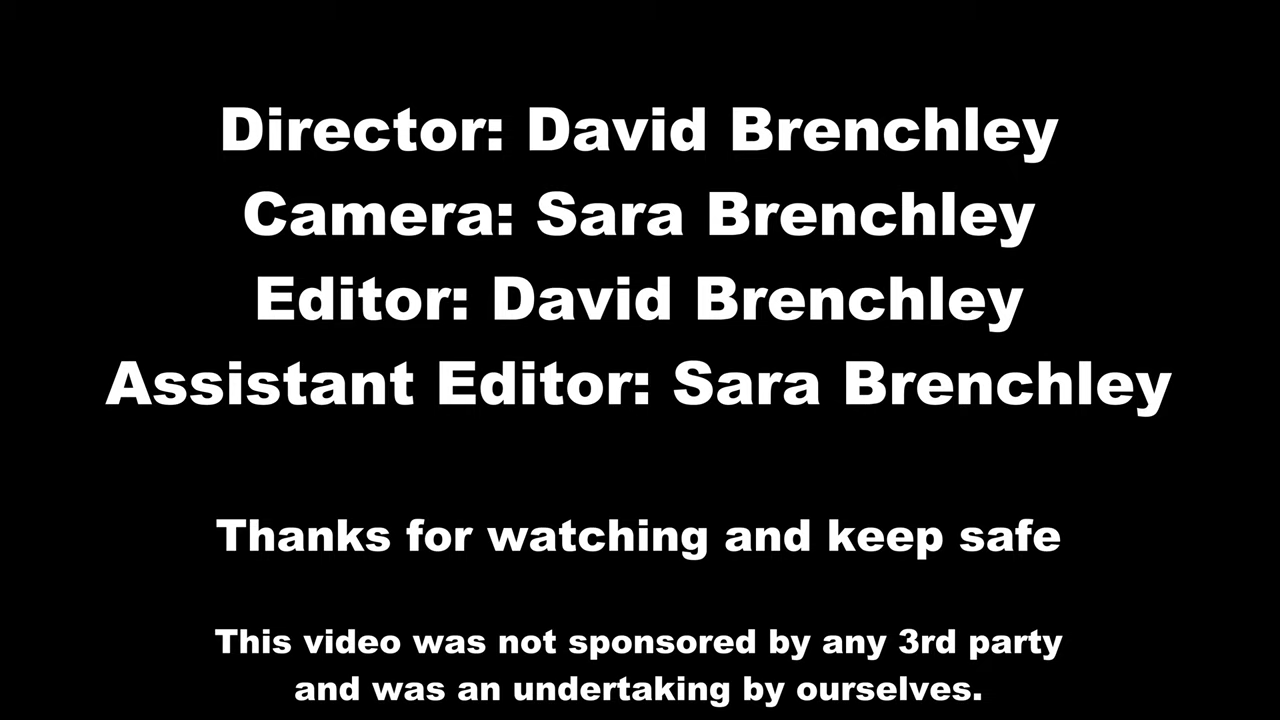 Director: David Brenchley
Camera: Sara Brenchley
Editor: David Brenchley
Assistant Editor: Sara Brenchley
Thanks for watching and keep safe
This video was not sponsored by any 3rd party
and was an undertaking by ourselves.